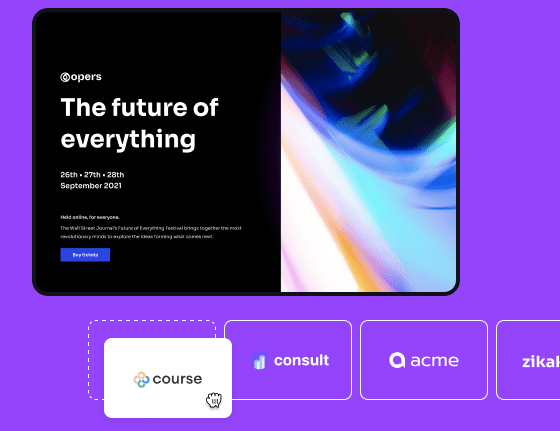 opers
The future of
everything
26th • 27th • 28th
September 2021
Held online, for everyone.
The Wall Street Journal's Future of Everything Festival brings together the most
revolutionary minds to explore the ideas forming what comes next.
Buy tickets
course
consult
acme
zikal